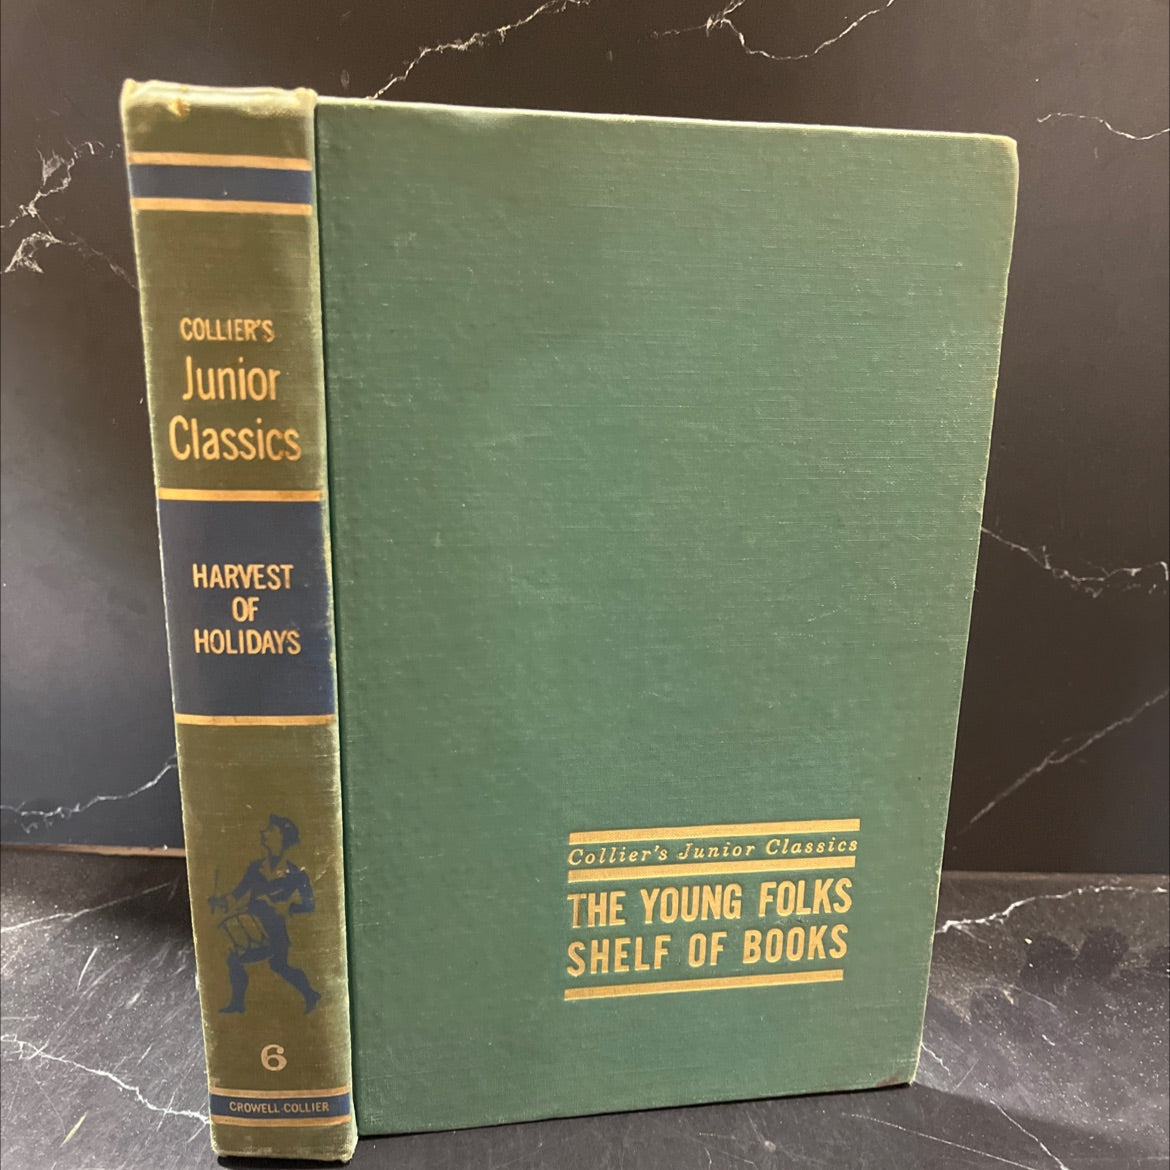 COLLIER'S
Junior
Classics
HARVEST
OF
HOLIDAYS
6
CROWELL-COLLIER
Collier's Junior Classics
THE YOUNG FOLKS
SHELF OF BOOKS